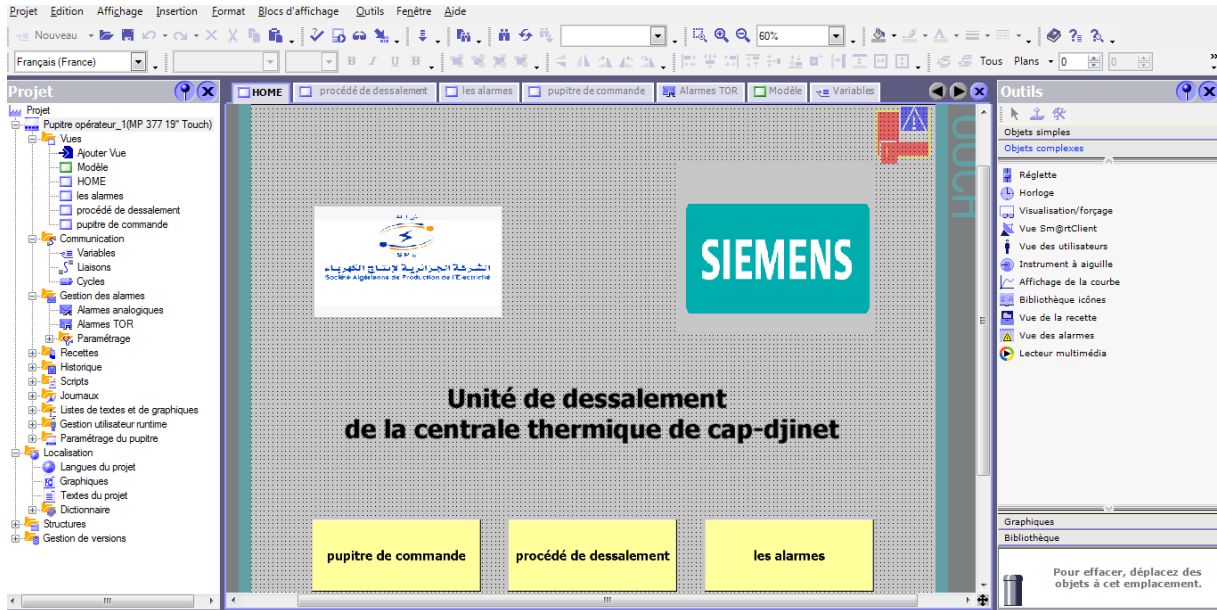 Projet Edition Affichage Insertion Format Blocs d'affichage Outils Fenêtre Aide
Nouveau 60%
Français (France) B I U Tous Plans 0 0
Projet
HOME procédé de dessalement les alarmes pupitre de commande Alarmes TOR Modèle Variables
Outils
Projet
Pupitre opérateur_1(MP 377 19" Touch)
Vues
Ajouter Vue
Modèle
HOME
les alarmes
procédé de dessalement
pupitre de commande
Communication
Variables
Liaisons
Cycles
Gestion des alarmes
Alarmes analogiques
Alarmes TOR
Paramétrage
Recettes
Historique
Scripts
Journaux
Listes de textes et de graphiques
Gestion utilisateur runtime
Paramétrage du pupitre
Localisation
Langues du projet
Graphiques
Textes du projet
Dictionnaire
Structures
Gestion de versions
TOUCH
SPE
الشركة الجزائرية لإنتاج الكهرباء
Société Algérienne de Production de l'Electricité
SIEMENS
Unité de dessalement
de la centrale thermique de cap-djinet
pupitre de commande
procédé de dessalement
les alarmes
Objets simples
Objets complexes
Réglette
Horloge
Visualisation/forçage
Vue Sm@rtClient
Vue des utilisateurs
Instrument à aiguille
Affichage de la courbe
Bibliothèque icônes
Vue de la recette
Vue des alarmes
Lecteur multimédia
Graphiques
Bibliothèque
Pour effacer, déplacez des
objets à cet emplacement.